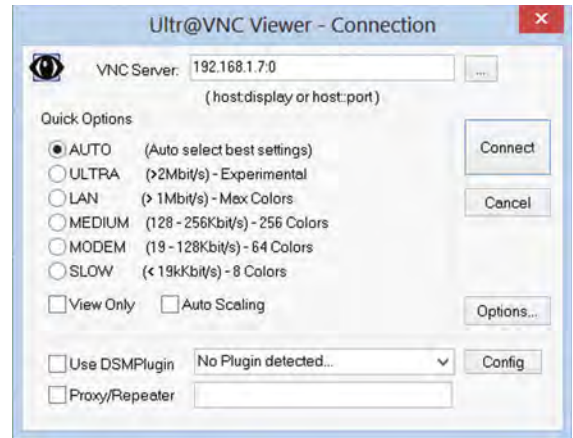 Ultr@VNC Viewer - Connection
VNC Server: 192.168.1.7:0 ...
( host:display or host::port )
Quick Options
AUTO (Auto select best settings)
ULTRA (>2Mbit/s) - Experimental
LAN (> 1Mbit/s) - Max Colors
MEDIUM (128 - 256Kbit/s) - 256 Colors
MODEM (19 - 128Kbit/s) - 64 Colors
SLOW (< 19kKbit/s) - 8 Colors
Connect
Cancel
View Only Auto Scaling
Options...
Use DSMPlugin No Plugin detected... Config
Proxy/Repeater